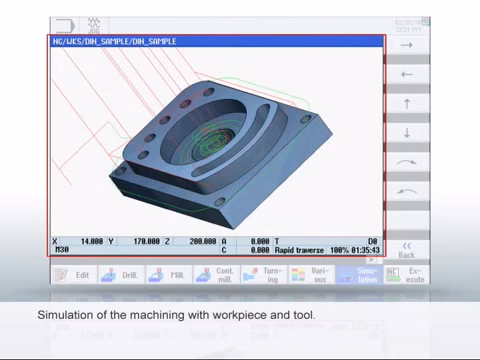 JOG
NC/WKS/DIN_SAMPLE/DIN_SAMPLE
X 14.000 Y 170.000 Z 200.000 A 0.000 T D0
M30 C 0.000 Rapid traverse 100% 01:35:43
Back
Edit Drill. Mill. Cont. mill. Turn- ing Vari- ous Simu- lation NC Ex- ecute
Simulation of the machining with workpiece and tool.